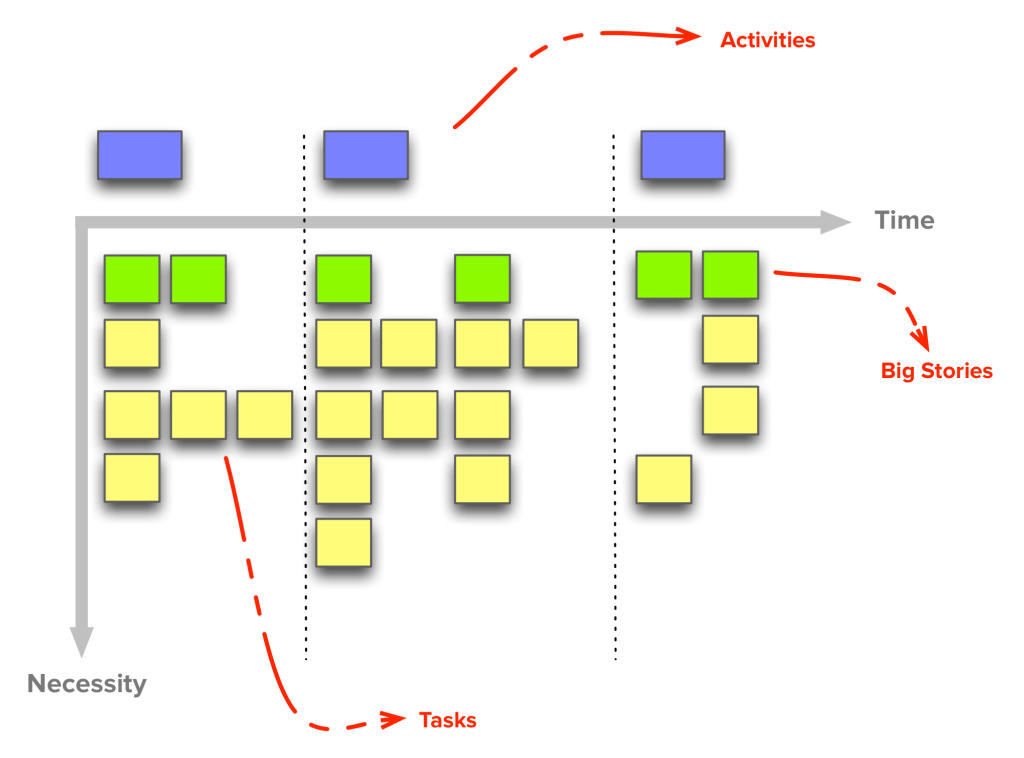 Activities
Time
Big Stories
Necessity
Tasks